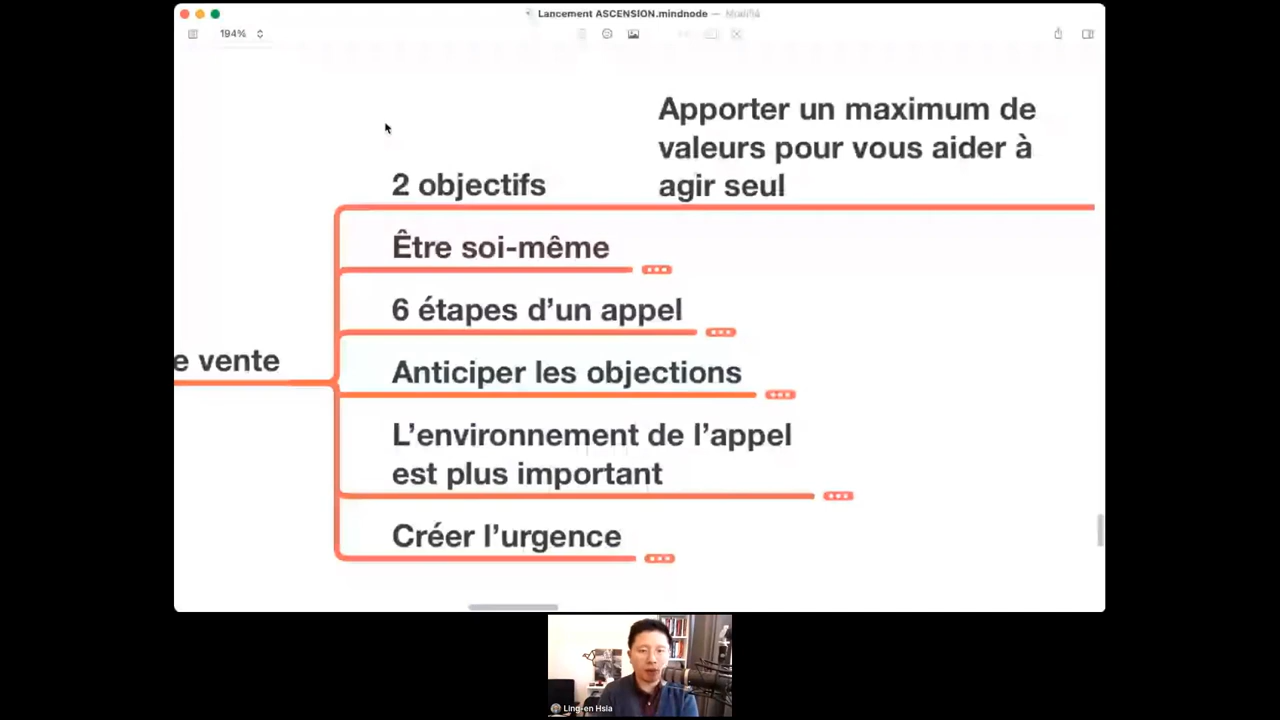 Lancement ASCENSION.mindnode — Modifié
194%
Apporter un maximum de
valeurs pour vous aider à
agir seul
2 objectifs
Être soi-même
6 étapes d’un appel
e vente
Anticiper les objections
L’environnement de l’appel
est plus important
Créer l’urgence
Ling-en Hsia